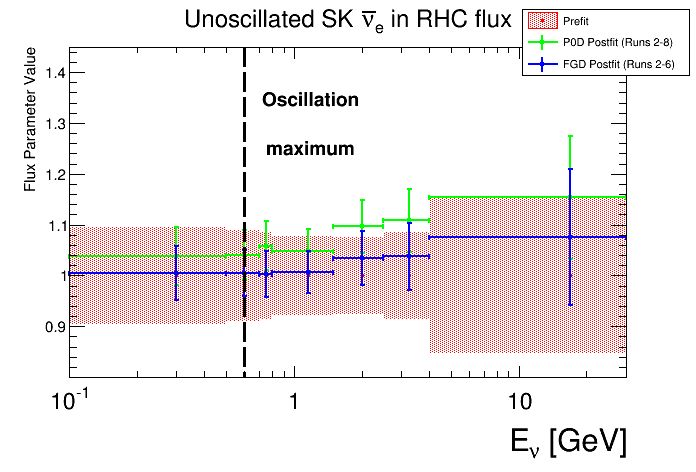 Unoscillated SK ν̅e in RHC flux
Prefit
P0D Postfit (Runs 2-8)
FGD Postfit (Runs 2-6)
Flux Parameter Value
1.4
1.3
1.2
1.1
1
0.9
Oscillation
maximum
10⁻¹
1
10
Eν [GeV]